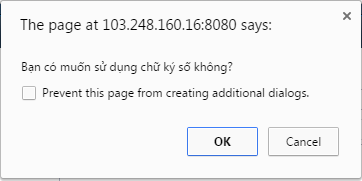 The page at 103.248.160.16:8080 says:
Bạn có muốn sử dụng chữ ký số không?
Prevent this page from creating additional dialogs.
OK
Cancel